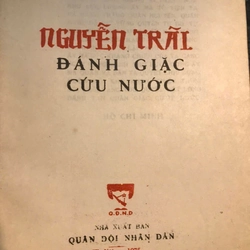 NGUYỄN TRÃI
ĐÁNH GIẶC
CỨU NƯỚC
Q.Đ.N.D
NHÀ XUẤT BẢN
QUÂN ĐỘI NHÂN DÂN